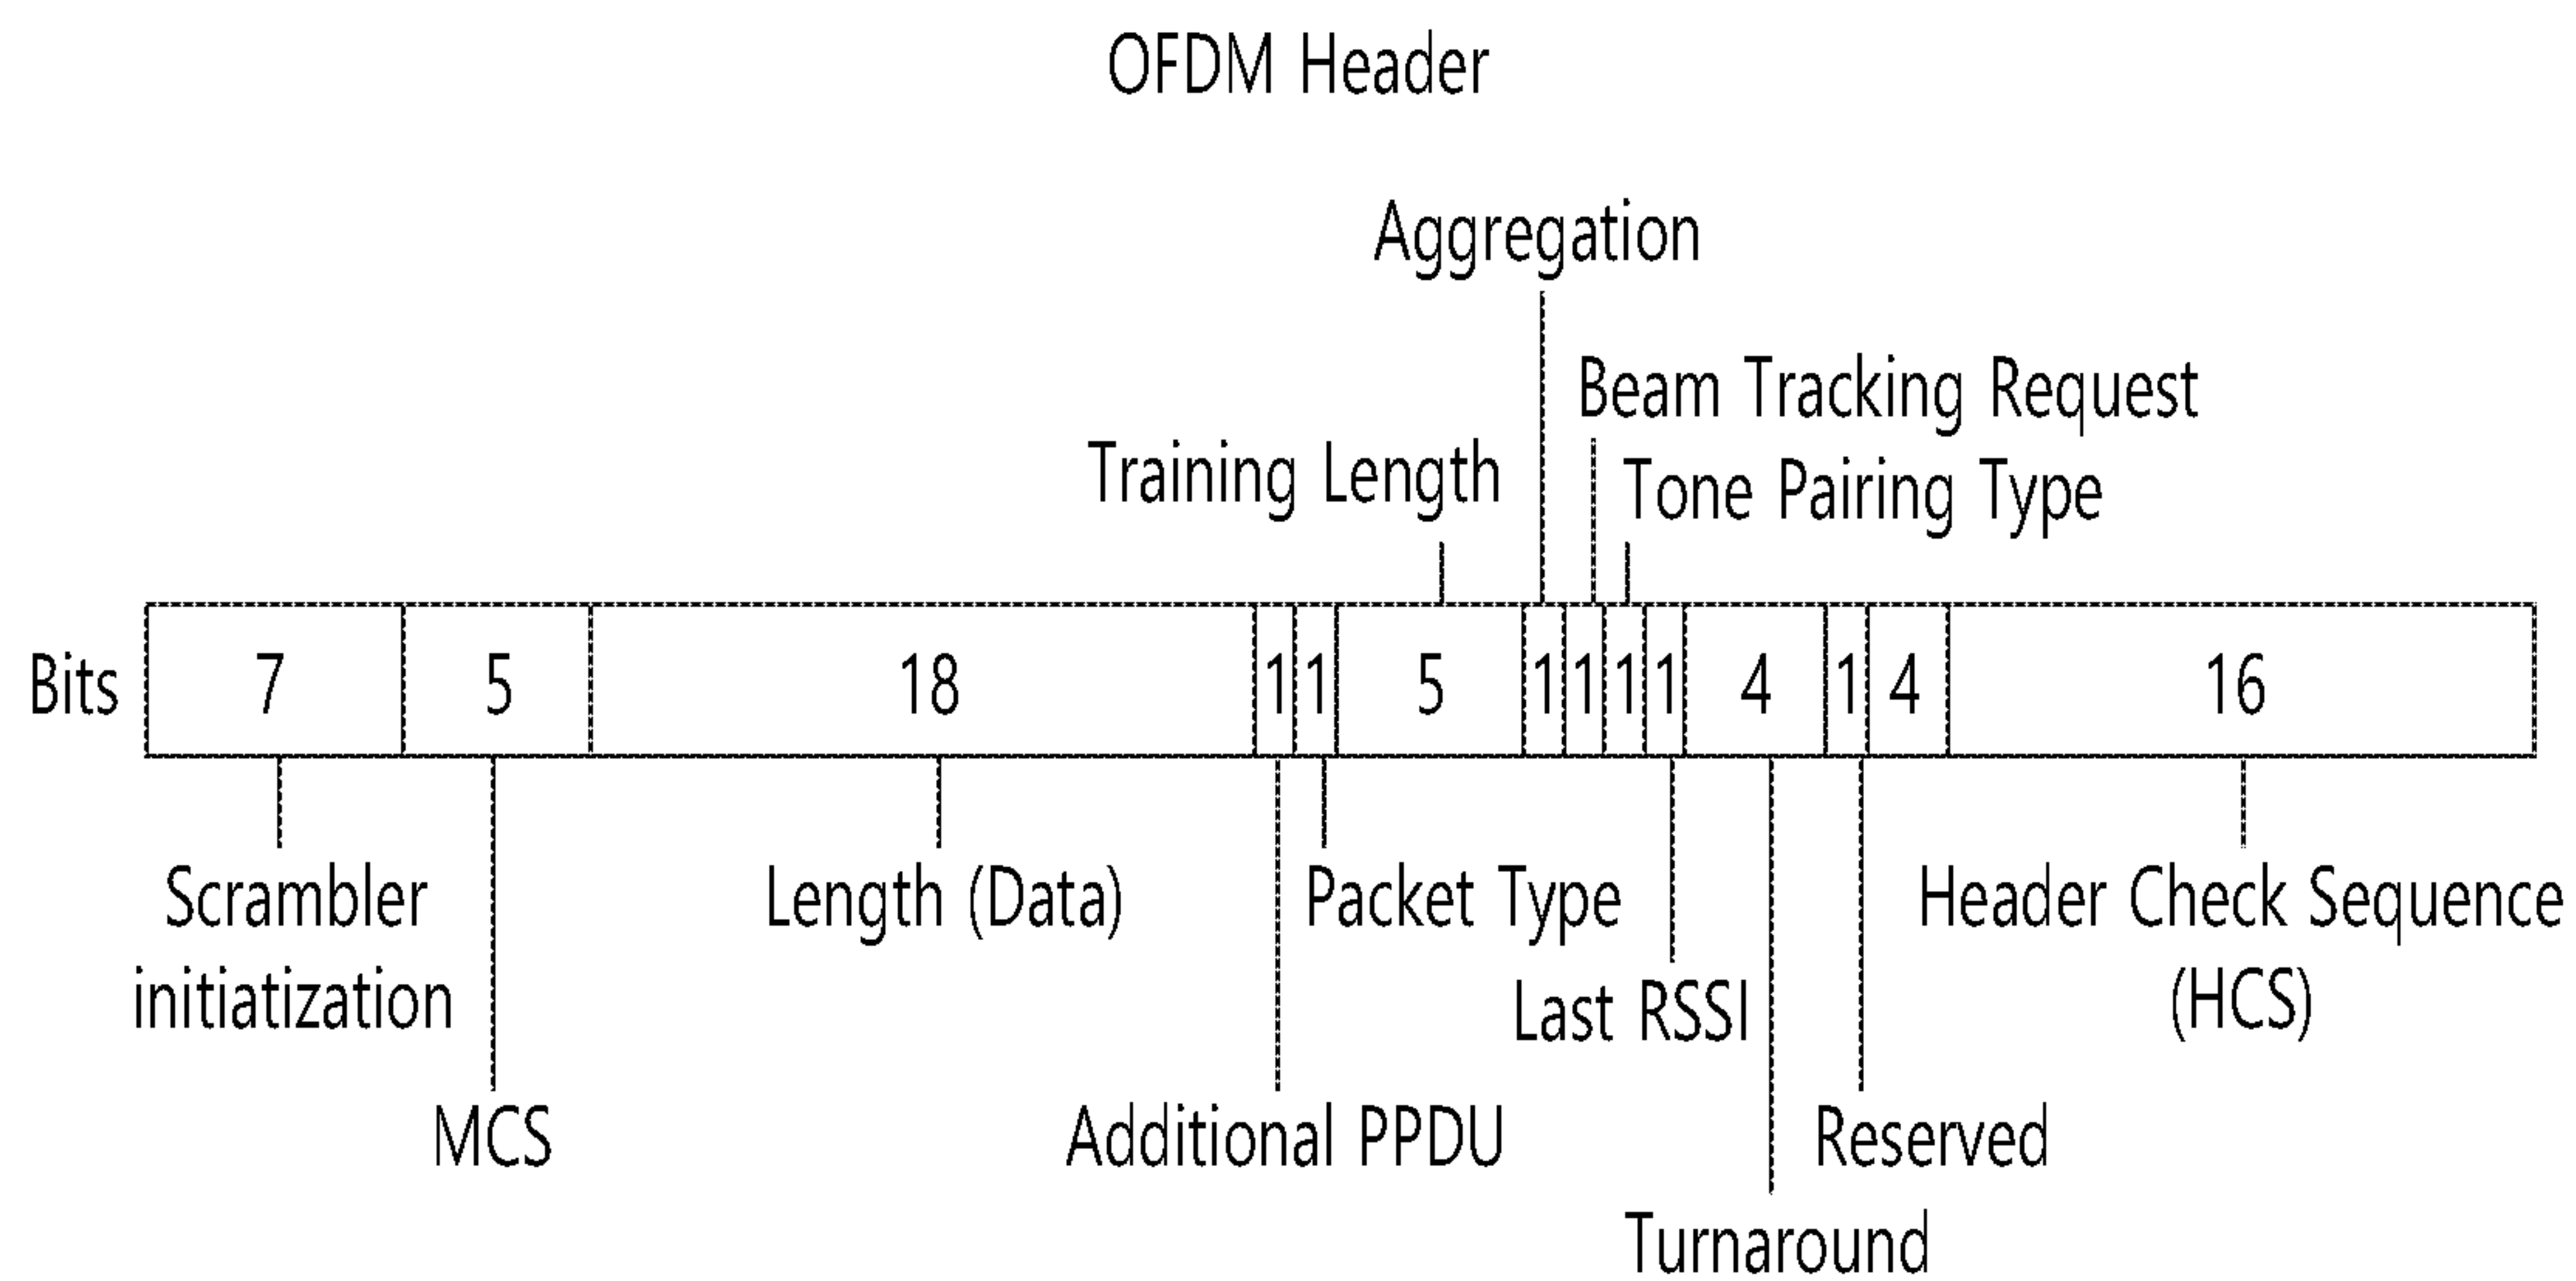 OFDM Header
Aggregation
Beam Tracking Request
Training Length
Tone Pairing Type
Bits 7 5 18 1 1 5 1 1 1 1 4 1 4 16
Scrambler
initiatization
Length (Data)
Packet Type
Header Check Sequence
(HCS)
Last RSSI
MCS
Additional PPDU
Reserved
Turnaround